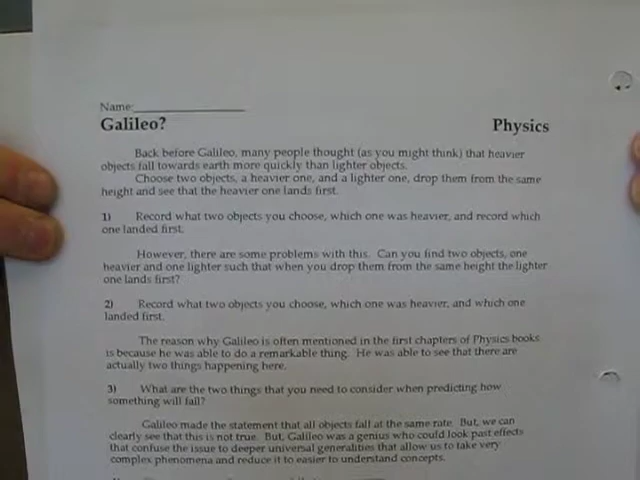 Name:
Galileo? Physics
Back before Galileo, many people thought (as you might think) that heavier
objects fall towards earth more quickly than lighter objects.
Choose two objects, a heavier one, and a lighter one, drop them from the same
height and see that the heavier one lands first.
1) Record what two objects you choose, which one was heavier, and record which
one landed first.
However, there are some problems with this. Can you find two objects, one
heavier and one lighter such that when you drop them from the same height the lighter
one lands first?
2) Record what two objects you choose, which one was heavier, and which one
landed first.
The reason why Galileo is often mentioned in the first chapters of Physics books
is because he was able to do a remarkable thing. He was able to see that there are
actually two things happening here.
3) What are the two things that you need to consider when predicting how
something will fall?
Galileo made the statement that all objects fall at the same rate. But, we can
clearly see that this is not true. But, Galileo was a genius who could look past effects
that confuse the issue to deeper universal generalities that allow us to take very
complex phenomena and reduce it to easier to understand concepts.